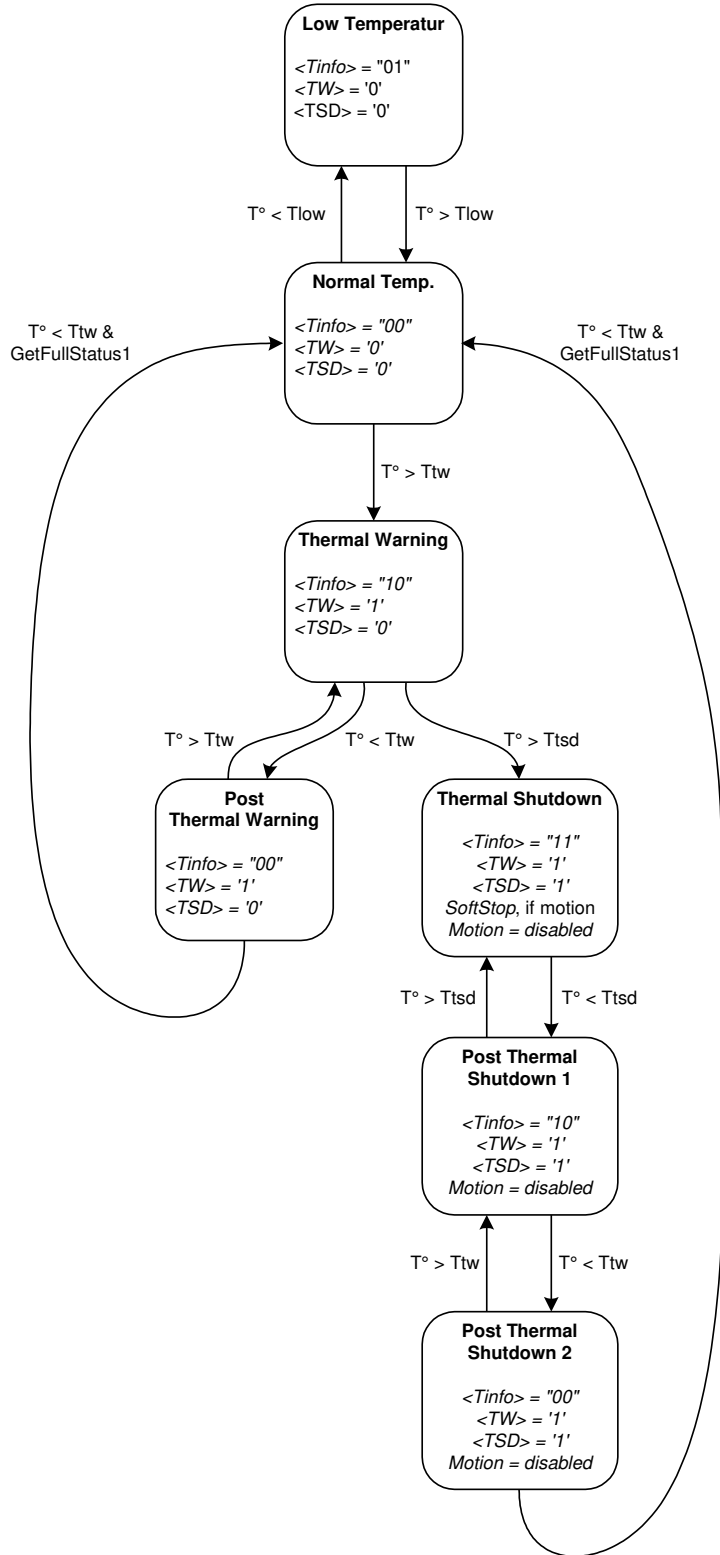 Low Temperatur
<Tinfo> = "01"
<TW> = '0'
<TSD> = '0'
T° < Tlow
T° > Tlow
Normal Temp.
<Tinfo> = "00"
<TW> = '0'
<TSD> = '0'
T° < Ttw &
GetFullStatus1
T° < Ttw &
GetFullStatus1
T° > Ttw
Thermal Warning
<Tinfo> = "10"
<TW> = '1'
<TSD> = '0'
T° > Ttw
T° < Ttw
T° > Ttsd
Post
Thermal Warning
<Tinfo> = "00"
<TW> = '1'
<TSD> = '0'
Thermal Shutdown
<Tinfo> = "11"
<TW> = '1'
<TSD> = '1'
SoftStop, if motion
Motion = disabled
T° > Ttsd
T° < Ttsd
Post Thermal
Shutdown 1
<Tinfo> = "10"
<TW> = '1'
<TSD> = '1'
Motion = disabled
T° > Ttw
T° < Ttw
Post Thermal
Shutdown 2
<Tinfo> = "00"
<TW> = '1'
<TSD> = '1'
Motion = disabled